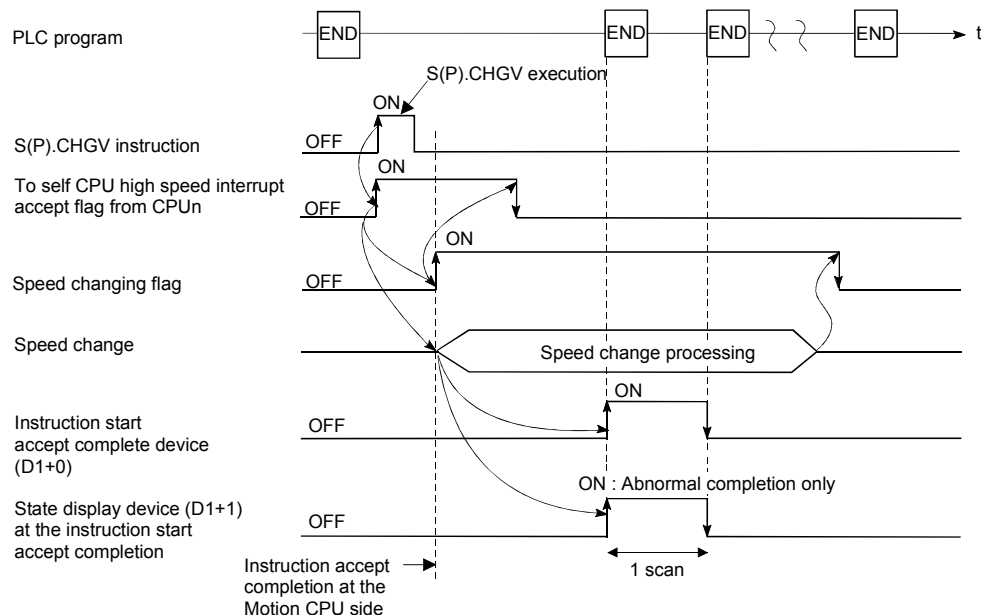 PLC program
END
END
END
END
t
S(P).CHGV execution
ON
S(P).CHGV instruction
OFF
ON
To self CPU high speed interrupt
accept flag from CPUn
OFF
ON
Speed changing flag
OFF
Speed change
Speed change processing
ON
Instruction start
accept complete device
(D1+0)
OFF
ON : Abnormal completion only
State display device (D1+1)
at the instruction start
accept completion
OFF
Instruction accept
completion at the
Motion CPU side
1 scan